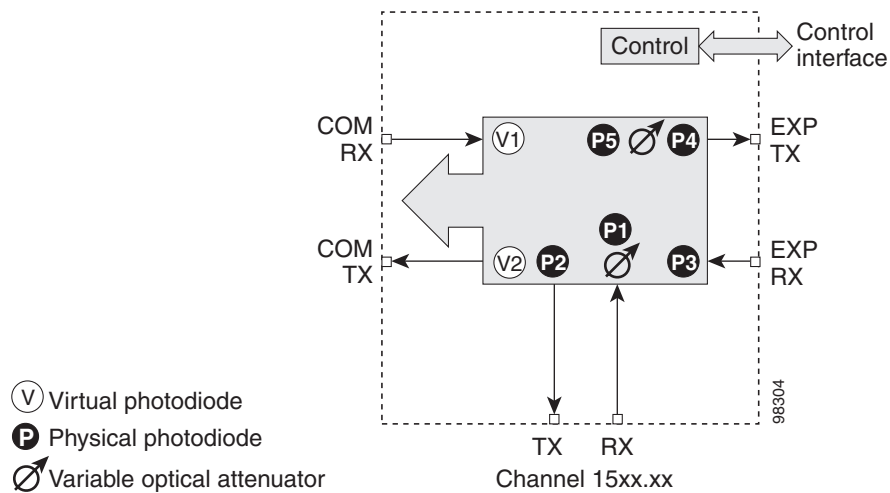 Control
Control
interface
COM
RX
V1
P5
P4
EXP
TX
P1
COM
TX
V2
P2
P3
EXP
RX
98304
V Virtual photodiode
P Physical photodiode
Variable optical attenuator
TX
RX
Channel 15xx.xx